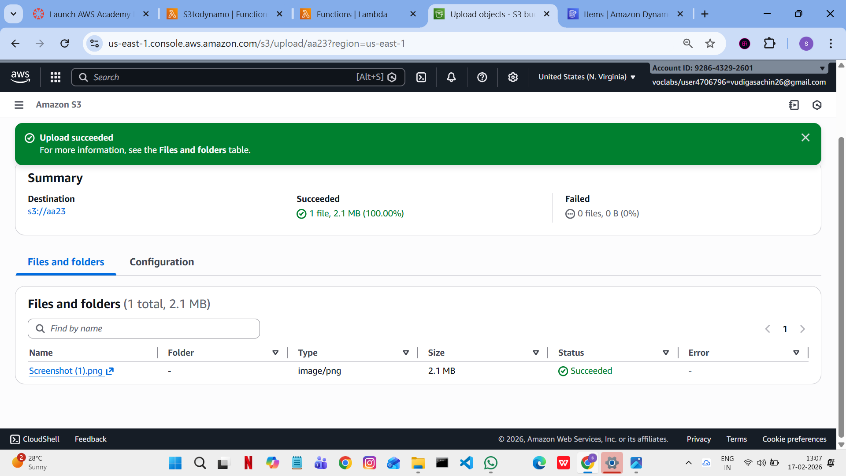 Launch AWS Academy
S3todynamo | Function
Functions | Lambda
Upload objects - S3 bu
Items | Amazon Dynam
us-east-1.console.aws.amazon.com/s3/upload/aa23?region=us-east-1
S
aws
Search
[Alt+S]
United States (N. Virginia)
Account ID: 9286-4329-2601
voclabs/user4706796=vudigasachin26@gmail.com
Amazon S3
Upload succeeded
For more information, see the Files and folders table.
Summary
Destination
Succeeded
Failed
s3://aa23
1 file, 2.1 MB (100.00%)
0 files, 0 B (0%)
Files and folders
Configuration
Files and folders (1 total, 2.1 MB)
Find by name
1
Name
Folder
Type
Size
Status
Error
Screenshot (1).png
-
image/png
2.1 MB
Succeeded
-
CloudShell
Feedback
© 2026, Amazon Web Services, Inc. or its affiliates.
Privacy
Terms
Cookie preferences
2
28°C
Sunny
ENG
IN
13:07
17-02-2026